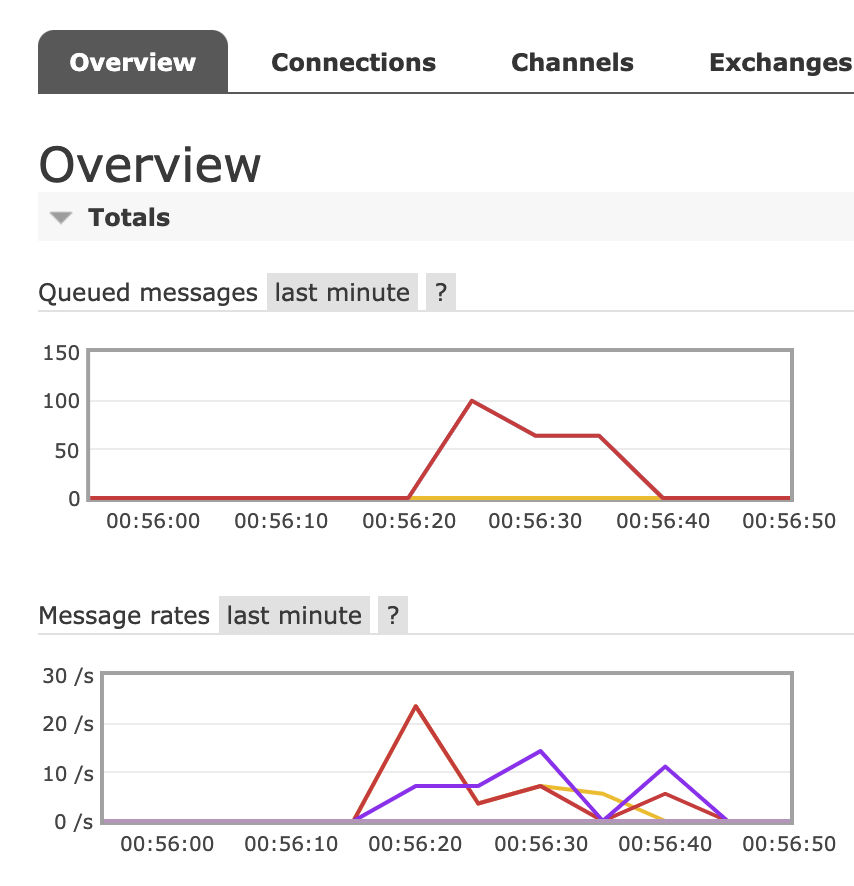 Overview Connections Channels Exchanges
Overview
Totals
Queued messages last minute ?
150
100
50
0
00:56:00 00:56:10 00:56:20 00:56:30 00:56:40 00:56:50
Message rates last minute ?
30 /s
20 /s
10 /s
0 /s
00:56:00 00:56:10 00:56:20 00:56:30 00:56:40 00:56:50